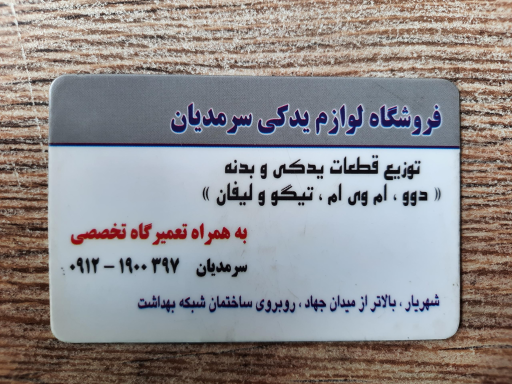 فروشگاه لوازم یدکی سرمدیان
توزیع قطعات یدکی و بدنه
« دوو ، ام وی ام ، تیگو و لیفان »
به همراه تعمیرگاه تخصصی
سرمدیان ۳۹۷ ۱۹۰۰ - ۰۹۱۲
شهریار ، بالاتر از میدان جهاد ، روبروی ساختمان شبکه بهداشت